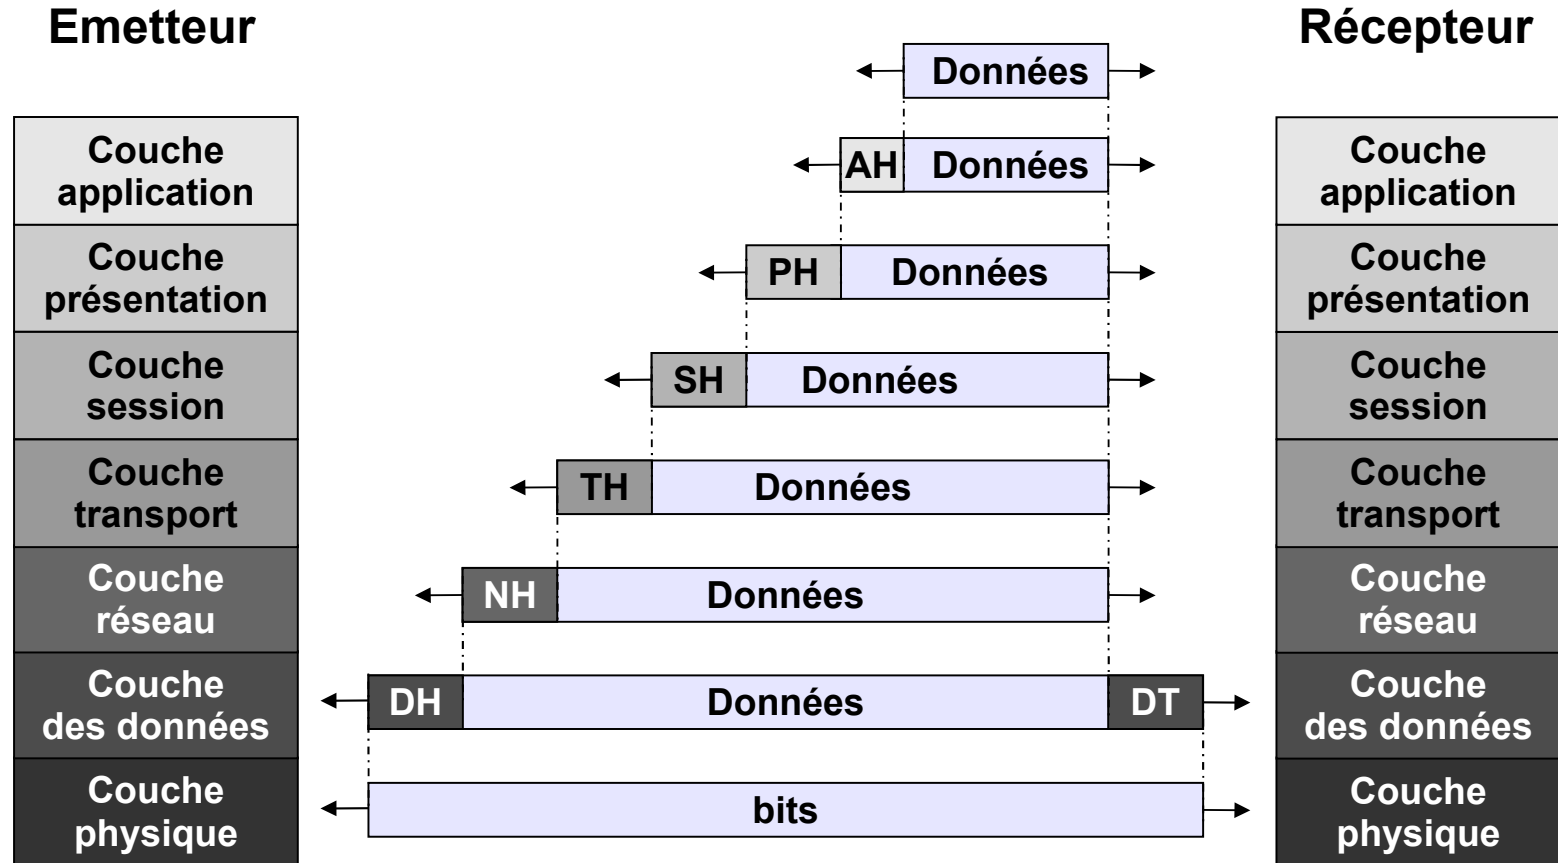 Emetteur
Récepteur
Données
Couche
application
AH Données
Couche
application
Couche
présentation
PH Données
Couche
présentation
Couche
session
SH Données
Couche
session
Couche
transport
TH Données
Couche
transport
Couche
réseau
NH Données
Couche
réseau
Couche
des données
DH Données DT
Couche
des données
Couche
physique
bits
Couche
physique